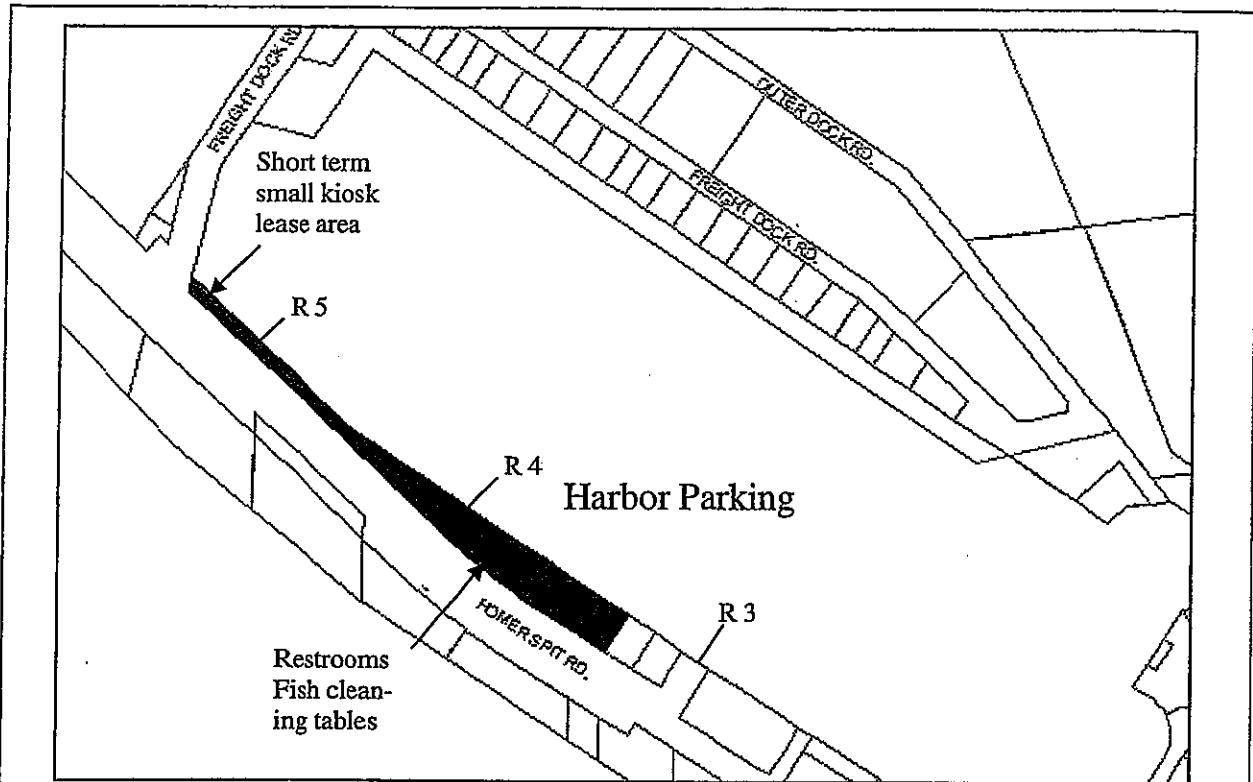 FREIGHT DOCK RD.
OUTER DOCK RD.
Short term
small kiosk
lease area
FREIGHT DOCK RD.
R 5
R 4
Harbor Parking
R 3
HOMER SPIT RD.
Restrooms
Fish clean-
ing tables